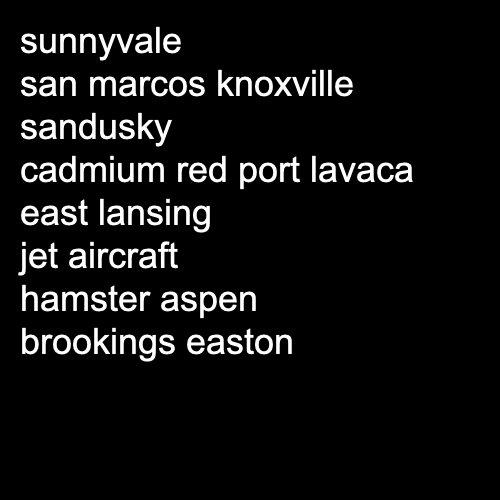 sunnyvale
san marcos knoxville
sandusky
cadmium red port lavaca
east lansing
jet aircraft
hamster aspen
brookings easton